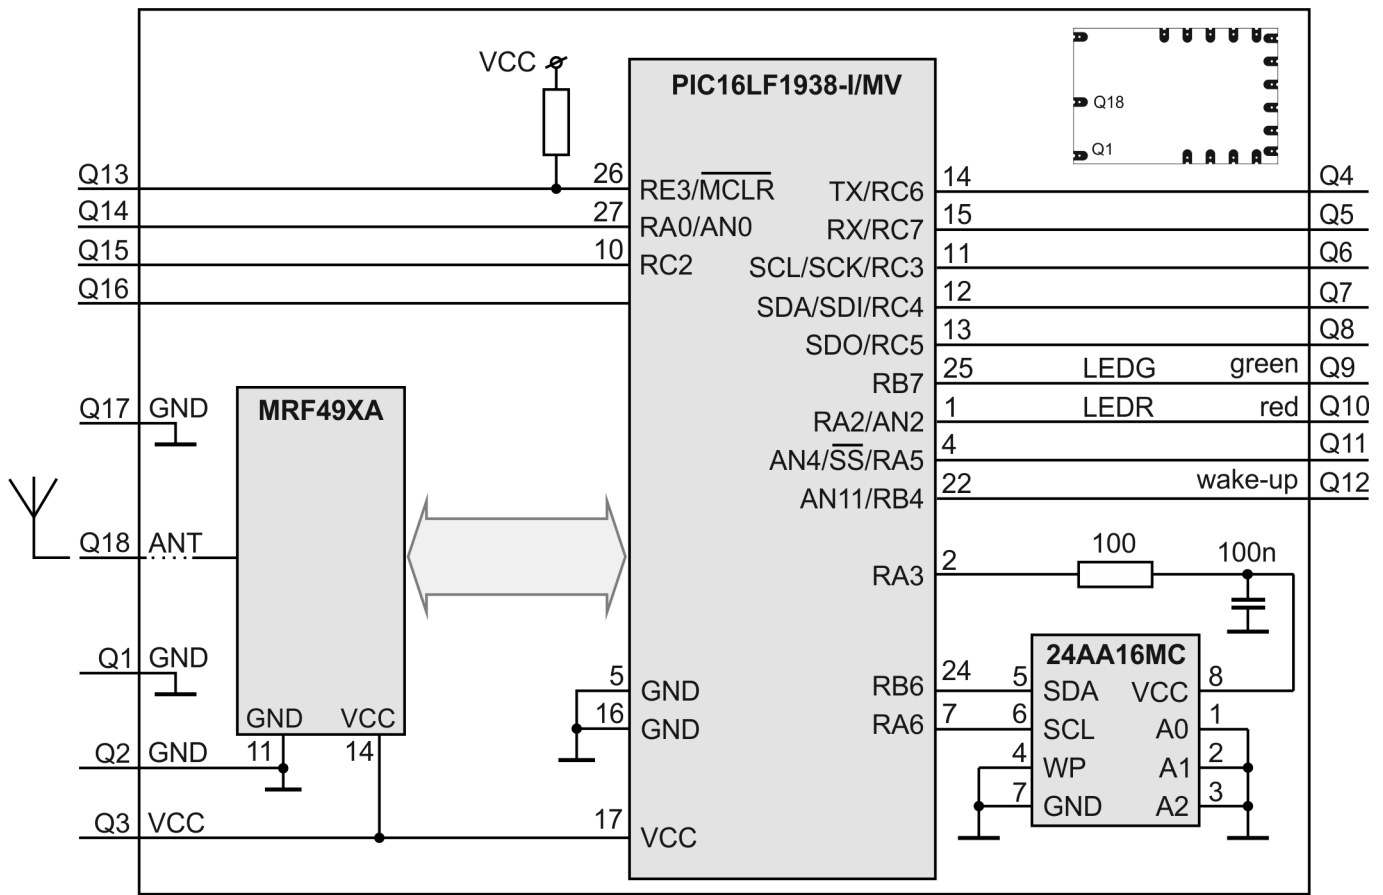 VCC
PIC16LF1938-I/MV
Q18
Q1
Q13
26
RE3/MCLR
TX/RC6
14
Q4
Q14
27
RA0/AN0
RX/RC7
15
Q5
Q15
10
RC2
SCL/SCK/RC3
11
Q6
Q16
SDA/SDI/RC4
12
Q7
SDO/RC5
13
Q8
RB7
25
LEDG
green
Q9
Q17
GND
MRF49XA
RA2/AN2
1
LEDR
red
Q10
AN4/SS/RA5
4
Q11
AN11/RB4
22
wake-up
Q12
Q18
ANT
RA3
2
100
100n
Q1
GND
24AA16MC
5
GND
RB6
24
5
SDA
VCC
8
GND
VCC
16
GND
RA6
7
6
SCL
A0
1
Q2
GND
11
14
4
WP
A1
2
7
GND
A2
3
Q3
VCC
17
VCC